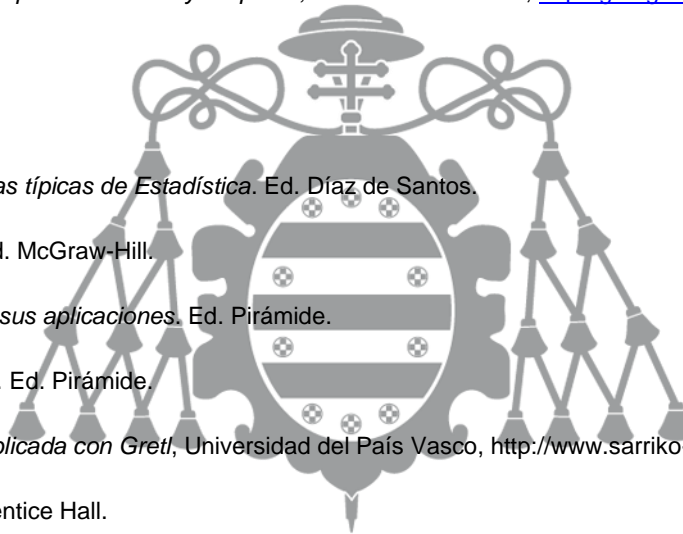 as típicas de Estadística. Ed. Díaz de Santos.
d. McGraw-Hill.
sus aplicaciones. Ed. Pirámide.
. Ed. Pirámide.
plicada con Gretl, Universidad del País Vasco, http://www.sarriko-
entice Hall.